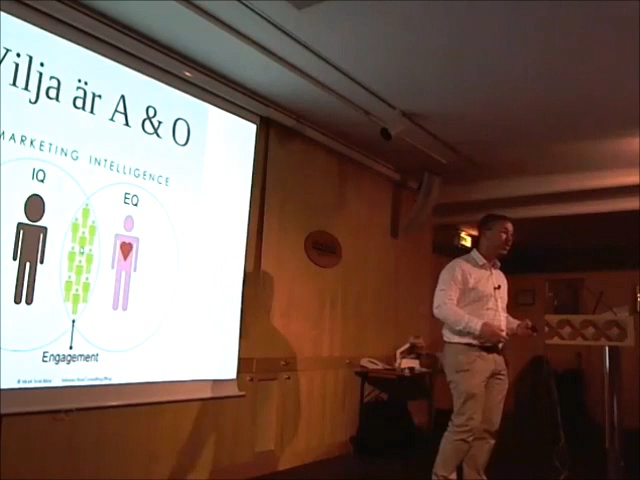 Vilja är A & O
MARKETING INTELLIGENCE
IQ
EQ
Engagement